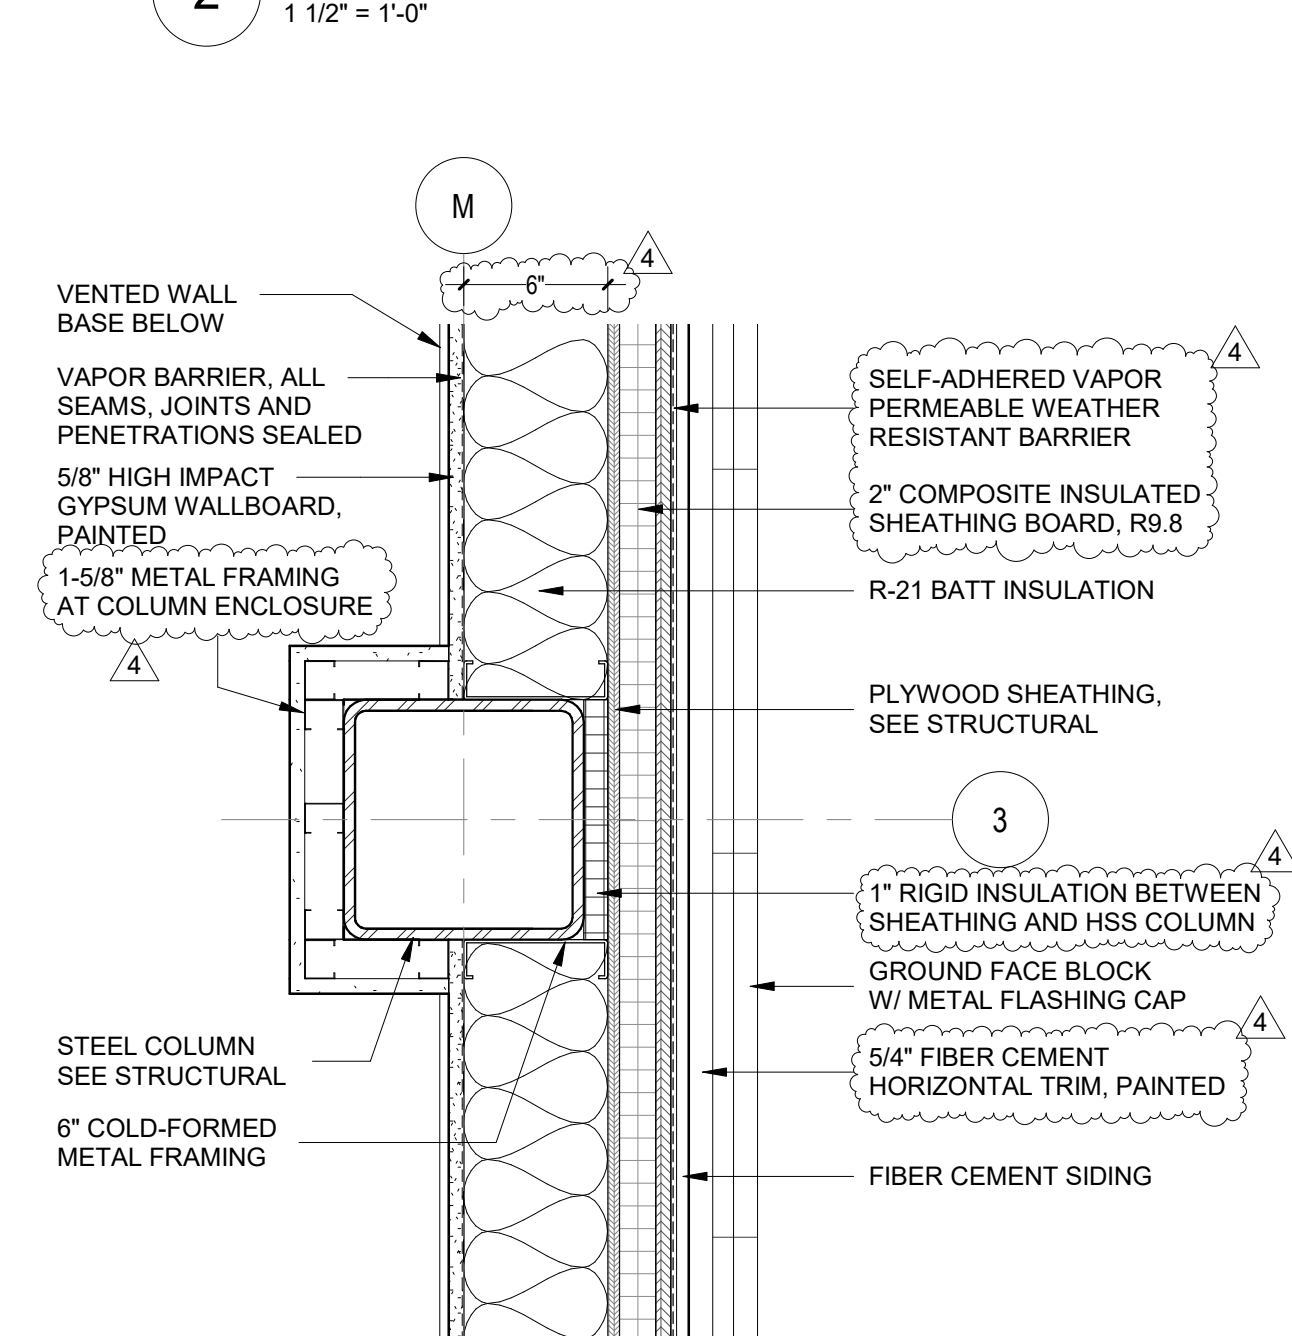 2
1 1/2" = 1'-0"
M
4
6"
VENTED WALL
BASE BELOW
VAPOR BARRIER, ALL
SEAMS, JOINTS AND
PENETRATIONS SEALED
5/8" HIGH IMPACT
GYPSUM WALLBOARD,
PAINTED
1-5/8" METAL FRAMING
AT COLUMN ENCLOSURE
4
STEEL COLUMN
SEE STRUCTURAL
6" COLD-FORMED
METAL FRAMING
4
SELF-ADHERED VAPOR
PERMEABLE WEATHER
RESISTANT BARRIER
2" COMPOSITE INSULATED
SHEATHING BOARD, R9.8
R-21 BATT INSULATION
PLYWOOD SHEATHING,
SEE STRUCTURAL
3
4
1" RIGID INSULATION BETWEEN
SHEATHING AND HSS COLUMN
GROUND FACE BLOCK
W/ METAL FLASHING CAP
4
5/4" FIBER CEMENT
HORIZONTAL TRIM, PAINTED
FIBER CEMENT SIDING